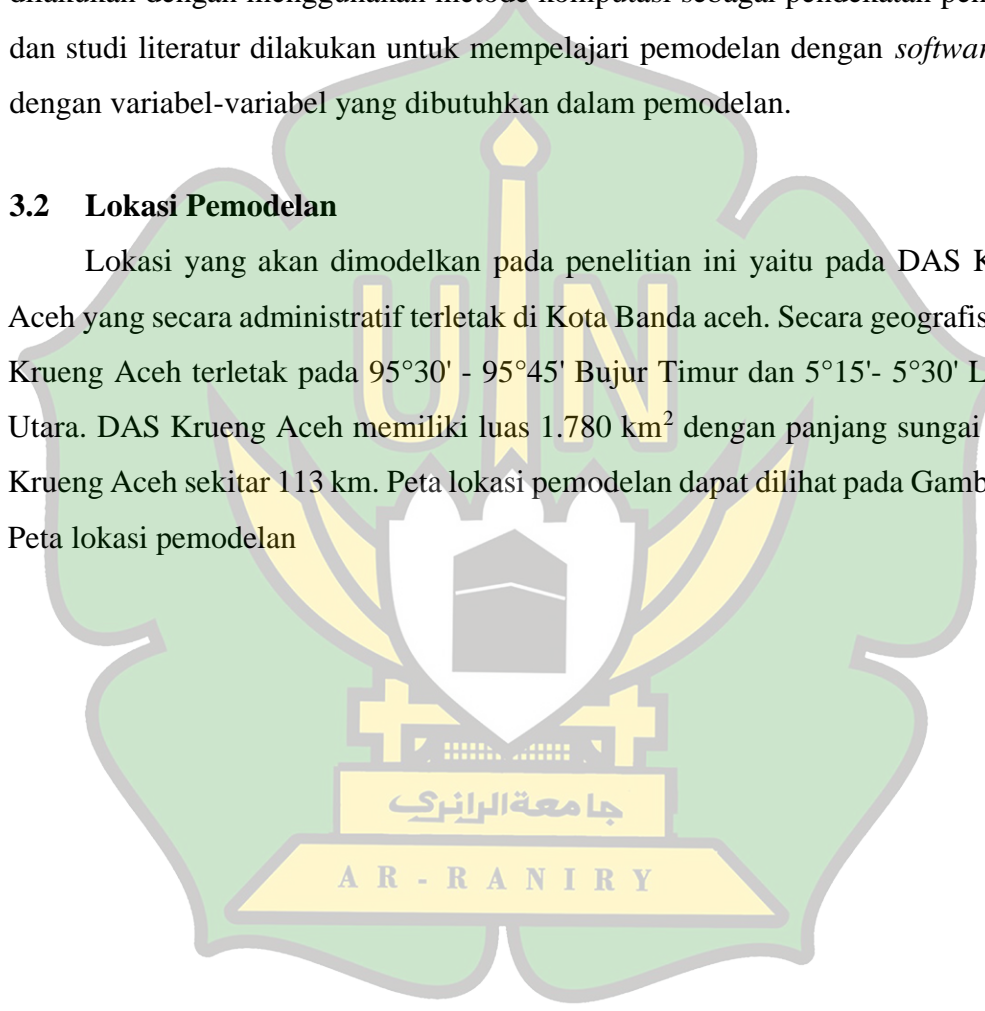 dilakukan dengan menggunakan metode komputasi sebagai pendekatan pen
dan studi literatur dilakukan untuk mempelajari pemodelan dengan softwar
dengan variabel-variabel yang dibutuhkan dalam pemodelan.
3.2 Lokasi Pemodelan
Lokasi yang akan dimodelkan pada penelitian ini yaitu pada DAS K
Aceh yang secara administratif terletak di Kota Banda aceh. Secara geografis
Krueng Aceh terletak pada 95°30' - 95°45' Bujur Timur dan 5°15'- 5°30' L
Utara. DAS Krueng Aceh memiliki luas 1.780 km² dengan panjang sungai
Krueng Aceh sekitar 113 km. Peta lokasi pemodelan dapat dilihat pada Gamb
Peta lokasi pemodelan
UIN
جامعةالرانري
AR-RANIRY